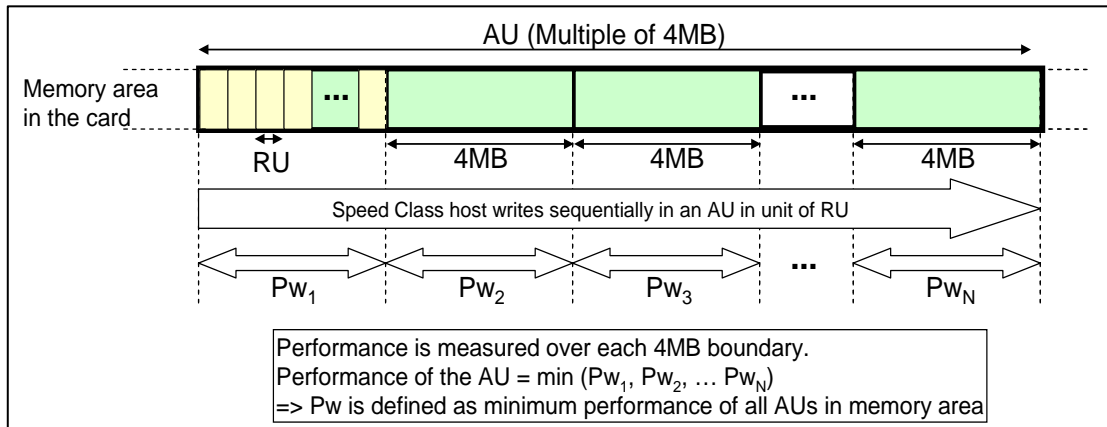 AU (Multiple of 4MB)
Memory area
in the card
...
...
RU
4MB
4MB
4MB
Speed Class host writes sequentially in an AU in unit of RU
...
Pw1
Pw2
Pw3
PwN
Performance is measured over each 4MB boundary.
Performance of the AU = min (Pw1, Pw2, … PwN)
=> Pw is defined as minimum performance of all AUs in memory area